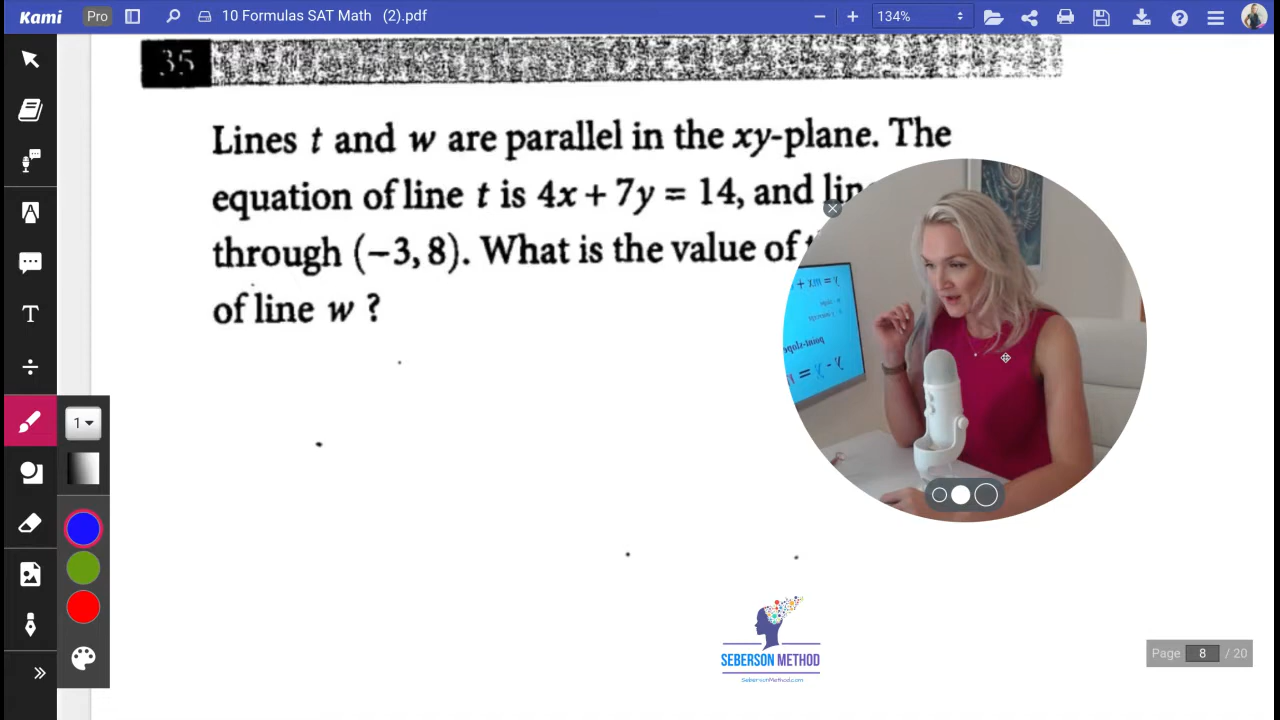 Kami
Pro
10 Formulas SAT Math (2).pdf
134%
35
Lines t and w are parallel in the xy-plane. The
equation of line t is 4x + 7y = 14, and
through (−3, 8). What is the value of
of line w ?
1
SEBERSON METHOD
SebersonMethod.com
Page 8 / 20